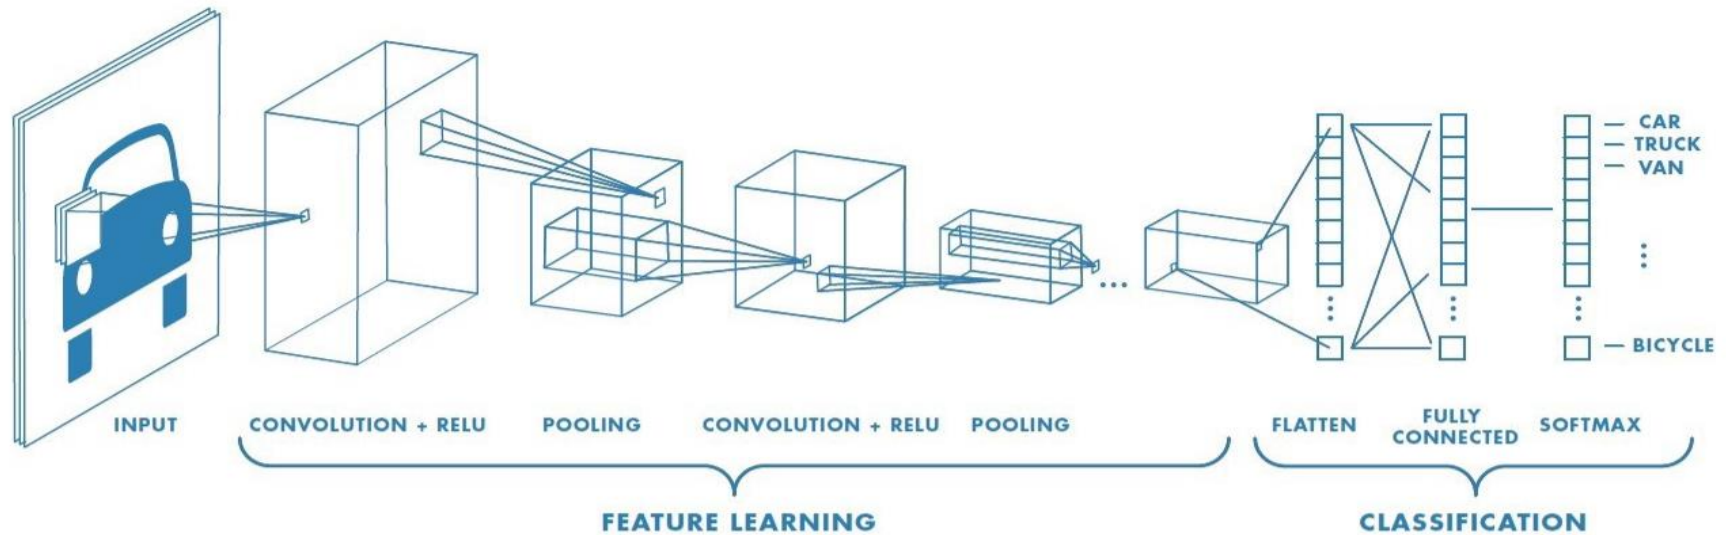 CAR
TRUCK
VAN
BICYCLE
INPUT
CONVOLUTION + RELU
POOLING
CONVOLUTION + RELU
POOLING
FLATTEN
FULLY
CONNECTED
SOFTMAX
FEATURE LEARNING
CLASSIFICATION